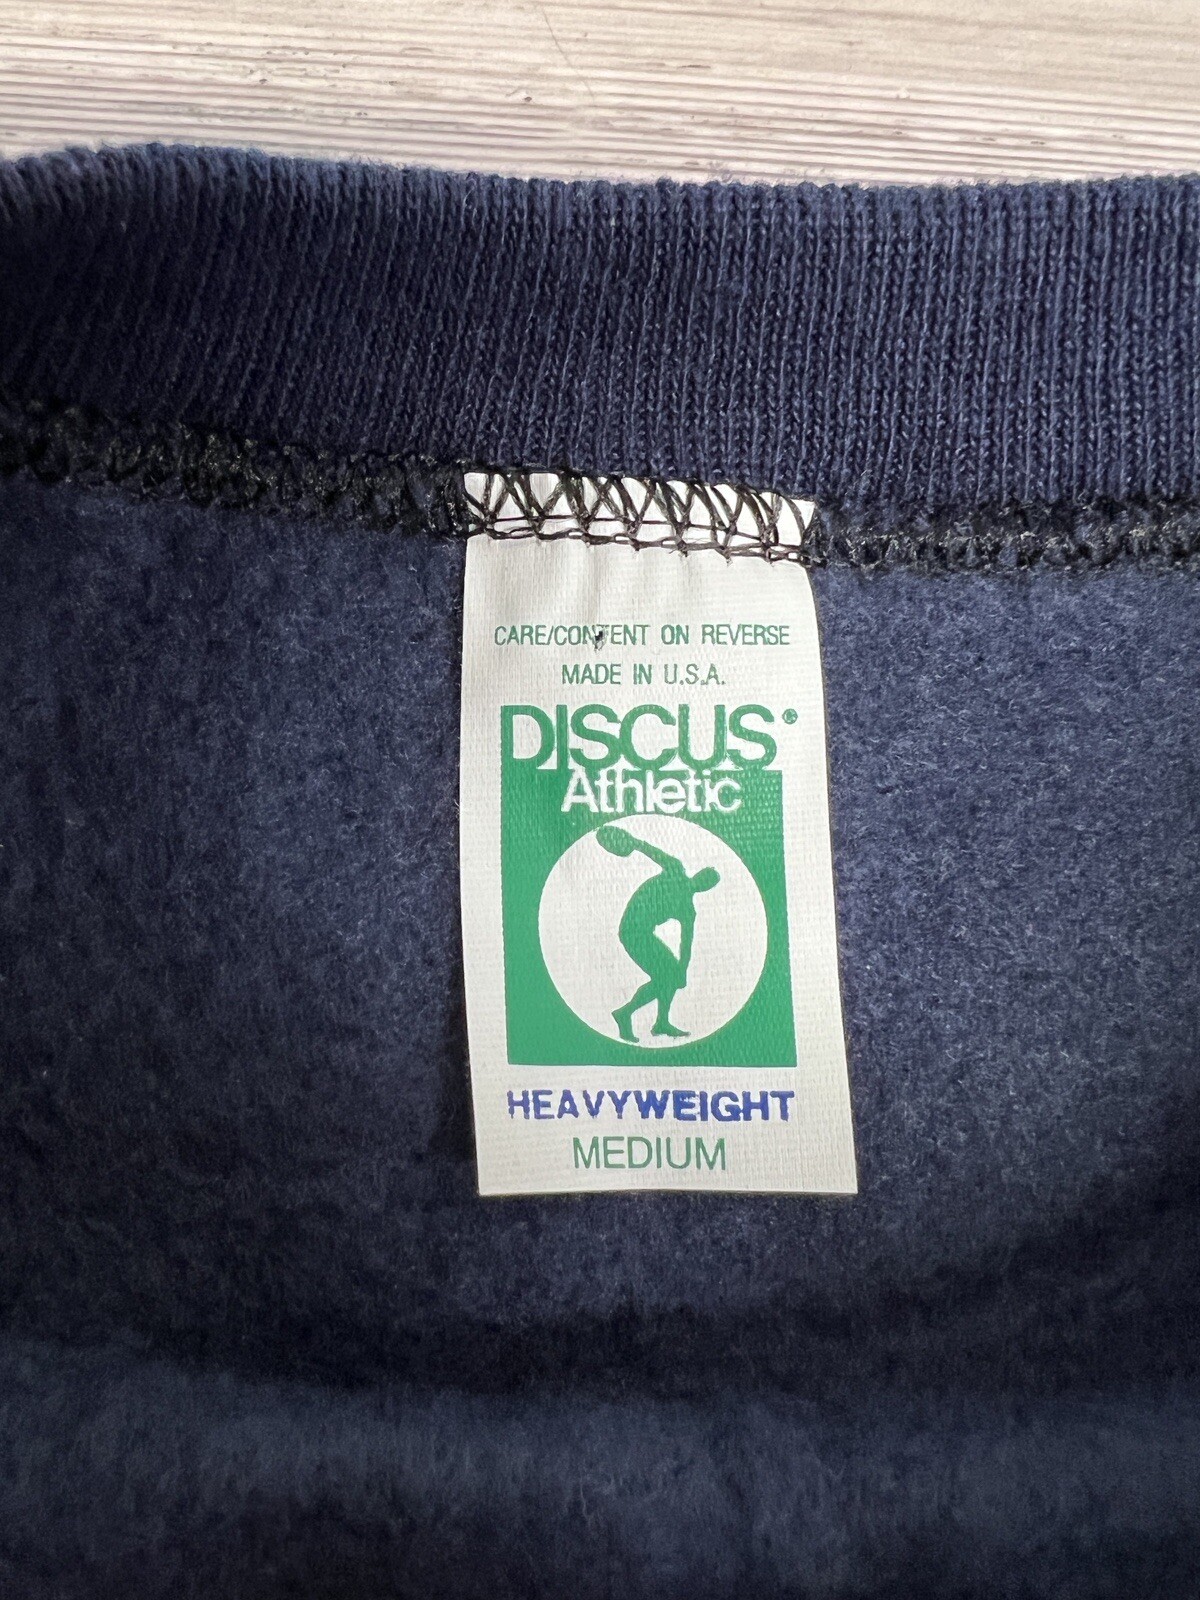 CARE/CONTENT ON REVERSE
MADE IN U.S.A.
DISCUS®
Athletic
HEAVYWEIGHT
MEDIUM